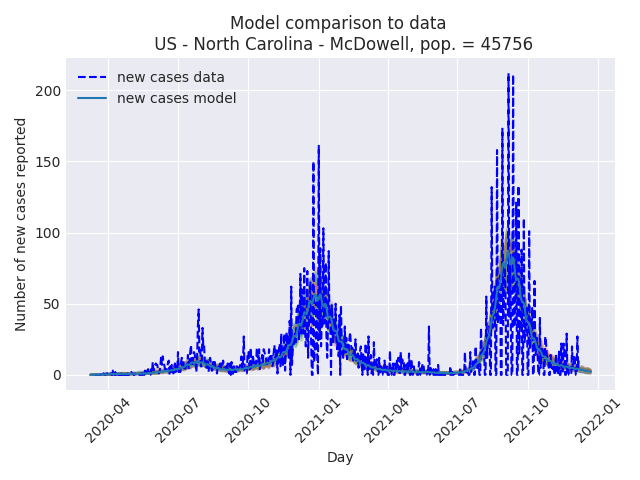 Model comparison to data
US - North Carolina - McDowell, pop. = 45756
new cases data
new cases model
Number of new cases reported
200
150
100
50
0
2020-04
2020-07
2020-10
2021-01
2021-04
2021-07
2021-10
2022-01
Day